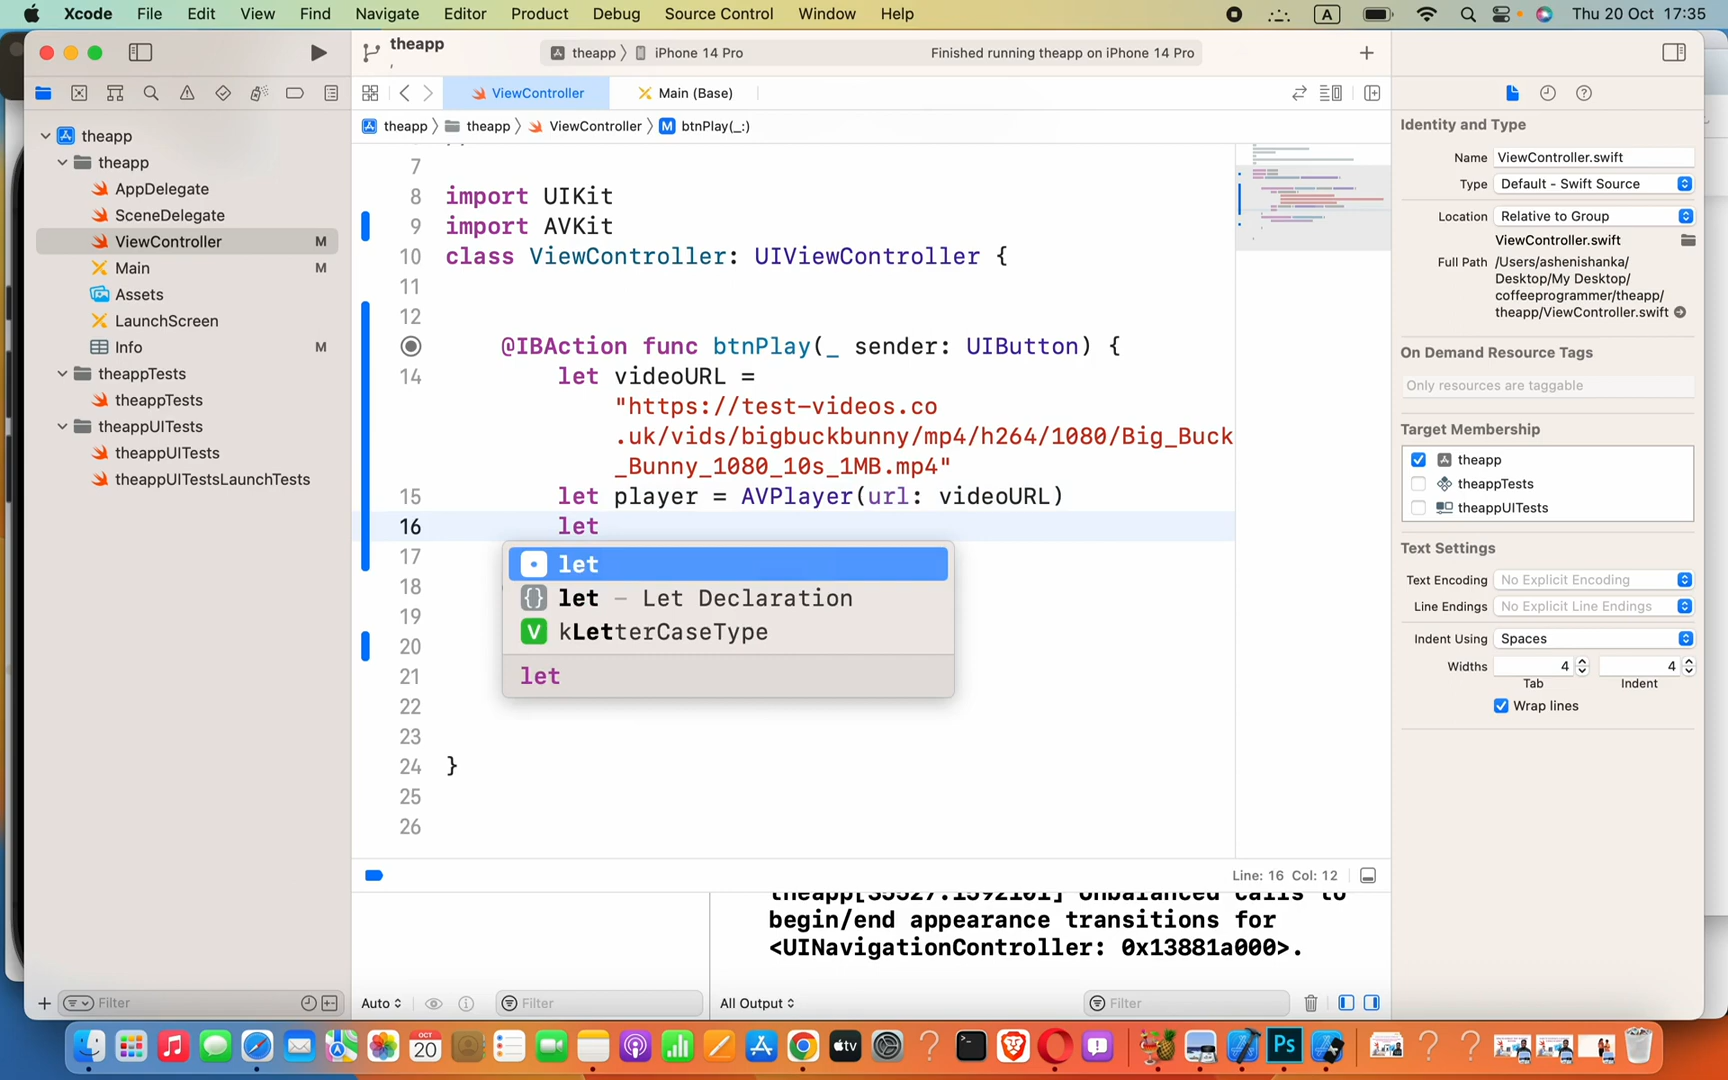 Xcode File Edit View Find Navigate Editor Product Debug Source Control Window Help A Thu 20 Oct 17:35
theapp
theapp iPhone 14 Pro Finished running theapp on iPhone 14 Pro
ViewController Main (Base)
theapp theapp ViewController M btnPlay(_:)
theapp
theapp
AppDelegate
SceneDelegate
ViewController M
Main M
Assets
LaunchScreen
Info M
theappTests
theappTests
theappUITests
theappUITests
theappUITestsLaunchTests
Filter
7
8 import UIKit
9 import AVKit
10 class ViewController: UIViewController {
11
12
@IBAction func btnPlay(_ sender: UIButton) {
14 let videoURL =
"https://test-videos.co
.uk/vids/bigbuckbunny/mp4/h264/1080/Big_Buck
_Bunny_1080_10s_1MB.mp4"
15 let player = AVPlayer(url: videoURL)
16 let
17
18
19
20
21
22
23
24 }
25
26
let
{} let – Let Declaration
V kLetterCaseType
let
Line: 16 Col: 12
theapp[35527:1592101] Unbalanced calls to
begin/end appearance transitions for
<UINavigationController: 0x13881a000>.
Auto Filter All Output Filter
Identity and Type
Name ViewController.swift
Type Default - Swift Source
Location Relative to Group
ViewController.swift
Full Path /Users/ashenishanka/
Desktop/My Desktop/
coffeeprogrammer/theapp/
theapp/ViewController.swift
On Demand Resource Tags
Only resources are taggable
Target Membership
theapp
theappTests
theappUITests
Text Settings
Text Encoding No Explicit Encoding
Line Endings No Explicit Line Endings
Indent Using Spaces
Widths 4 4
Tab Indent
Wrap lines
OCT
20
tv
Ps